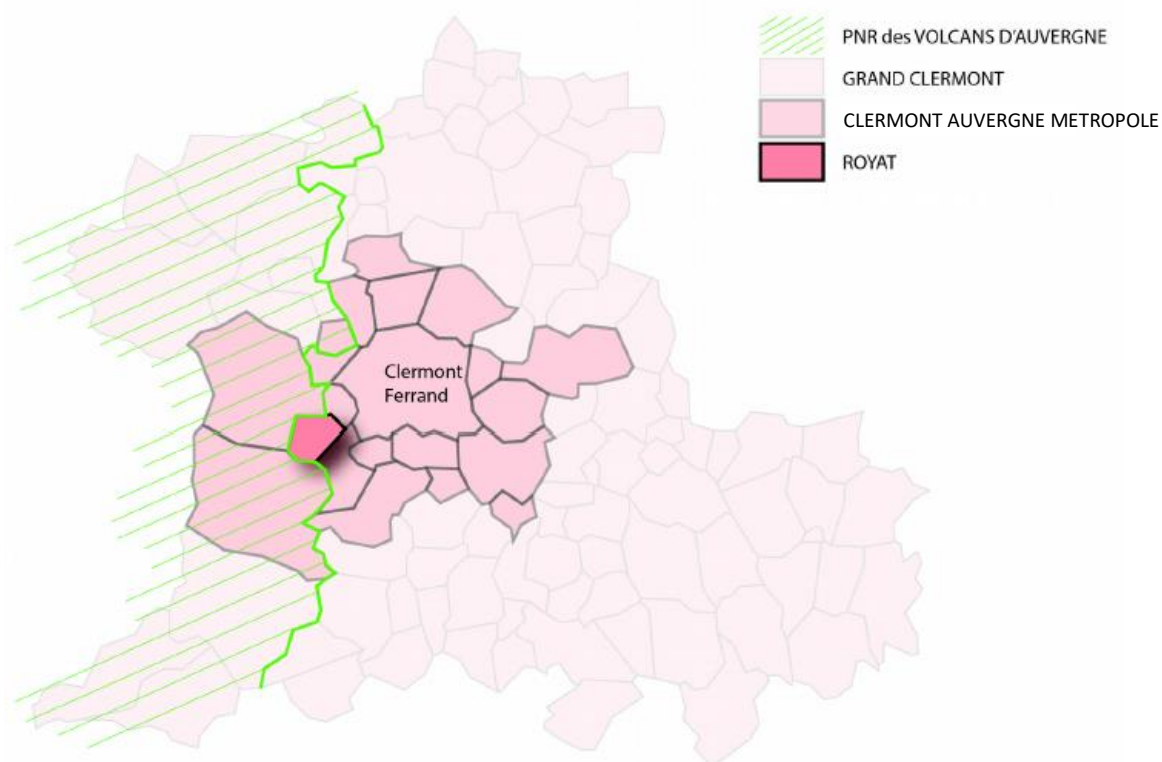 PNR des VOLCANS D'AUVERGNE
GRAND CLERMONT
CLERMONT AUVERGNE METROPOLE
ROYAT
Clermont
Ferrand